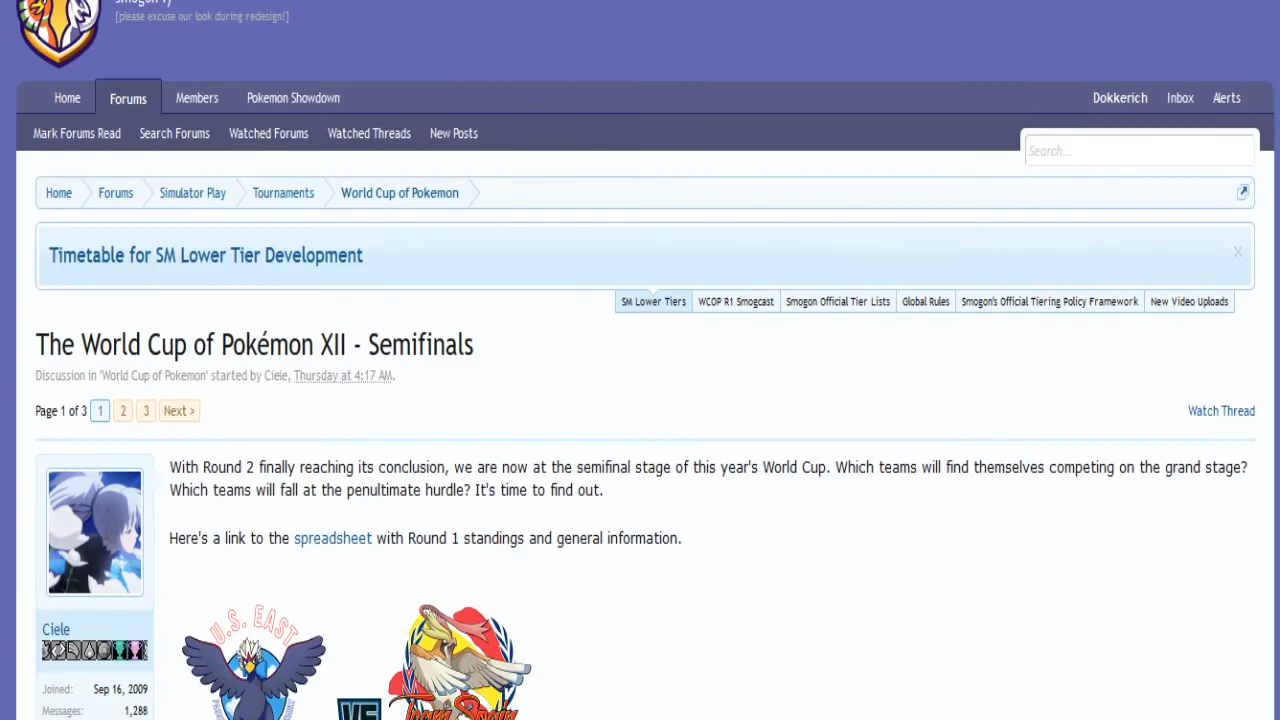 [please excuse our look during redesign!]
Home Forums Members Pokemon Showdown Dokkerich Inbox Alerts
Mark Forums Read Search Forums Watched Forums Watched Threads New Posts
Search...
Home Forums Simulator Play Tournaments World Cup of Pokemon
Timetable for SM Lower Tier Development X
SM Lower Tiers WCOP R1 Smogcast Smogon Official Tier Lists Global Rules Smogon's Official Tiering Policy Framework New Video Uploads
The World Cup of Pokémon XII - Semifinals
Discussion in 'World Cup of Pokemon' started by Ciele, Thursday at 4:17 AM.
Page 1 of 3 1 2 3 Next > Watch Thread
With Round 2 finally reaching its conclusion, we are now at the semifinal stage of this year's World Cup. Which teams will find themselves competing on the grand stage?
Which teams will fall at the penultimate hurdle? It's time to find out.
Here's a link to the spreadsheet with Round 1 standings and general information.
U.S. EAST
VS
Team Spain
Ciele
Joined: Sep 16, 2009
Messages: 1,288